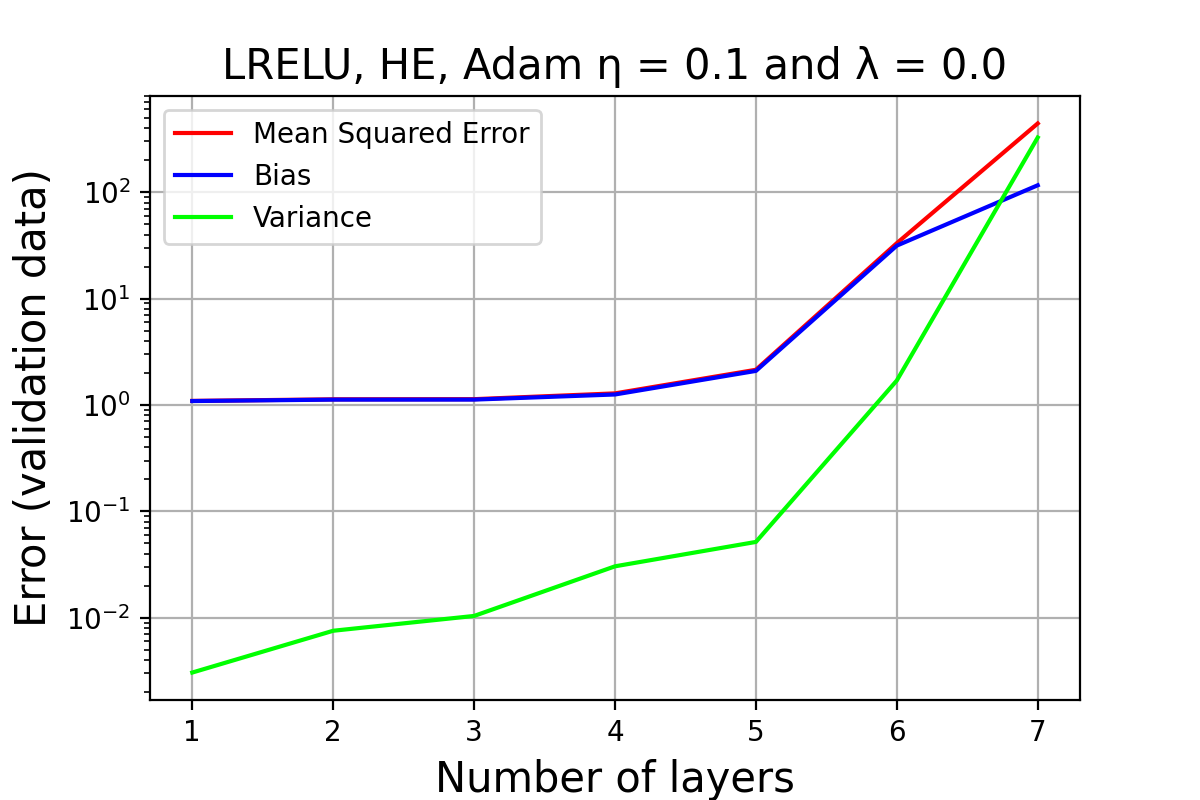 LRELU, HE, Adam η = 0.1 and λ = 0.0
Mean Squared Error
Bias
Variance
Error (validation data)
10²
10¹
10⁰
10⁻¹
10⁻²
1 2 3 4 5 6 7
Number of layers